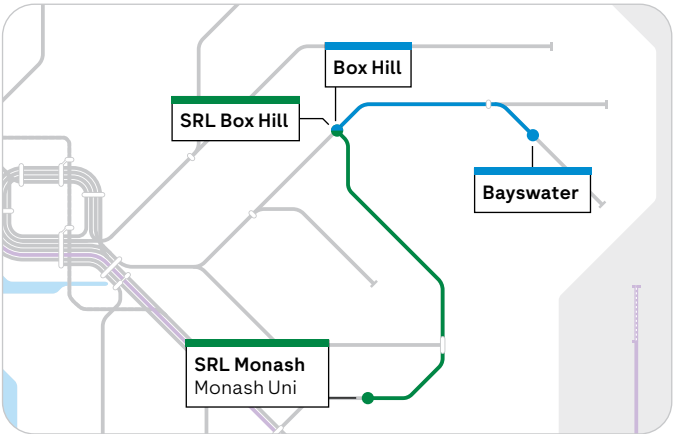 Box Hill
SRL Box Hill
Bayswater
SRL Monash
Monash Uni